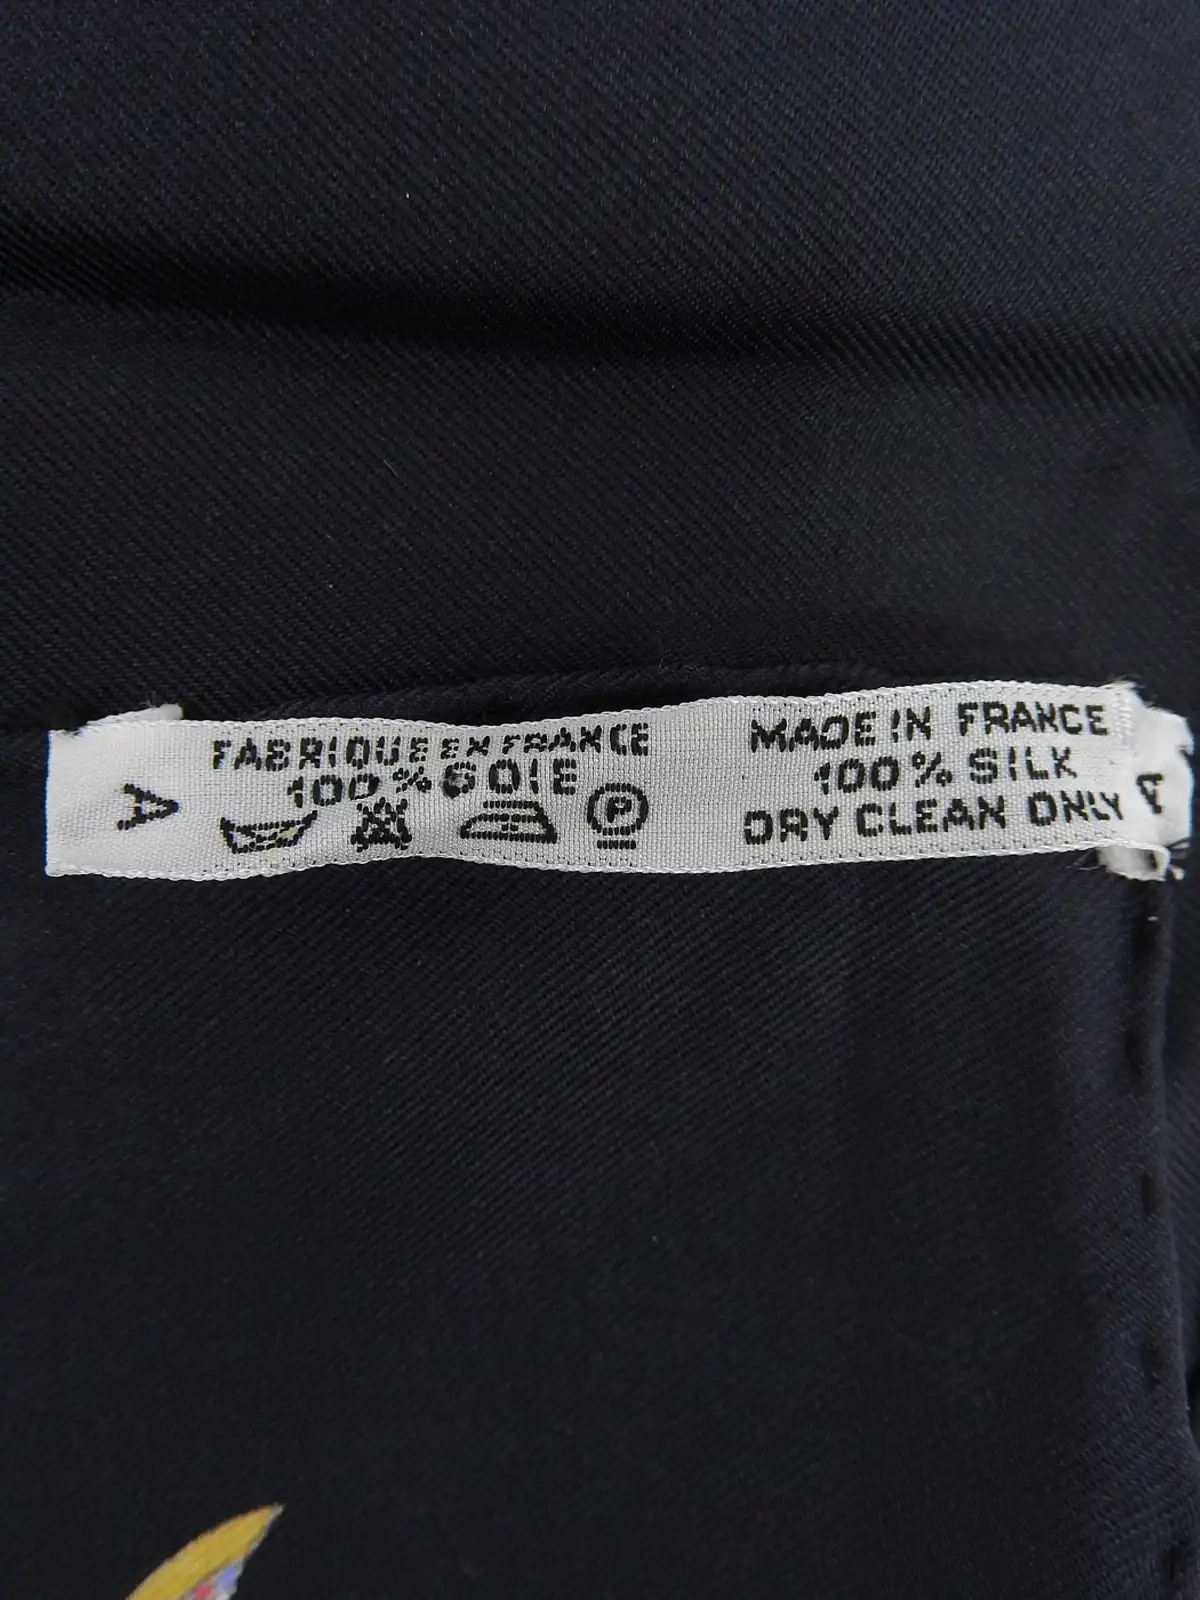 A
FABRIQUE EN FRANCE
100% SOIE
P
MADE IN FRANCE
100% SILK
DRY CLEAN ONLY
A